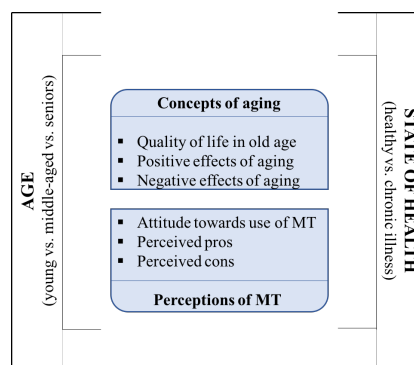 AGE
(young vs. middle-aged vs. seniors)
Concepts of aging
▪ Quality of life in old age
▪ Positive effects of aging
▪ Negative effects of aging
▪ Attitude towards use of MT
▪ Perceived pros
▪ Perceived cons
Perceptions of MT
STATE OF HEALTH
(healthy vs. chronic illness)